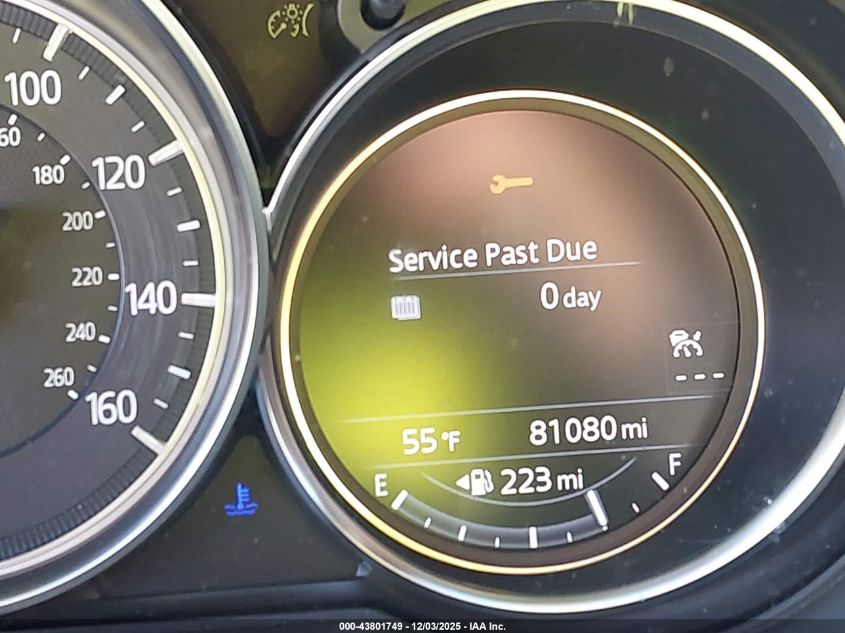 100
120
140
160
160
180
200
220
240
260
Service Past Due
0 day
---
55 °F
81080 mi
E
223 mi
F
000-43801749 - 12/03/2025 - IAA Inc.